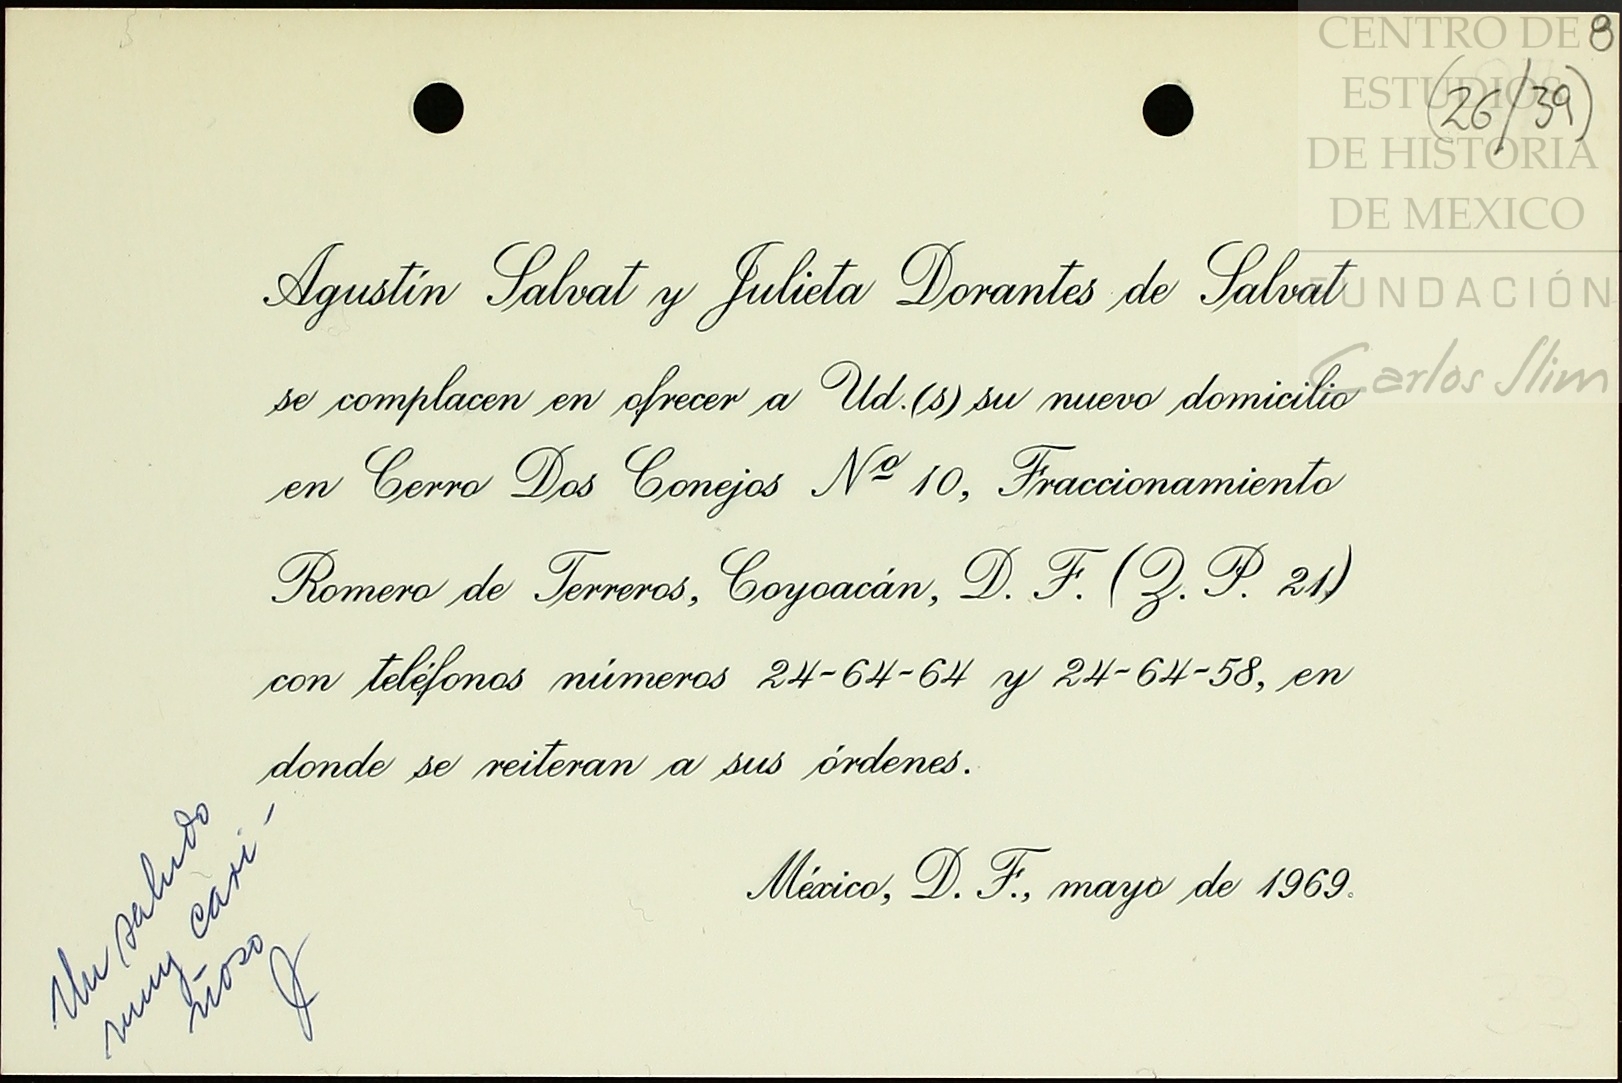 CENTRO DE
ESTUDIOS
DE HISTORIA
DE MEXICO
FUNDACIÓN
Carlos Slim
8
(26/39)
Agustín Salvat y Julieta Dorantes de Salvat
se complacen en ofrecer a Ud.(s) su nuevo domicilio
en Cerro Dos Conejos Nº 10, Fraccionamiento
Romero de Terreros, Coyoacán, D. F. (Z. P. 21)
con teléfonos números 24-64-64 y 24-64-58, en
donde se reiteran a sus órdenes.
México, D. F., mayo de 1969.
Un saludo
muy cari-
ñoso